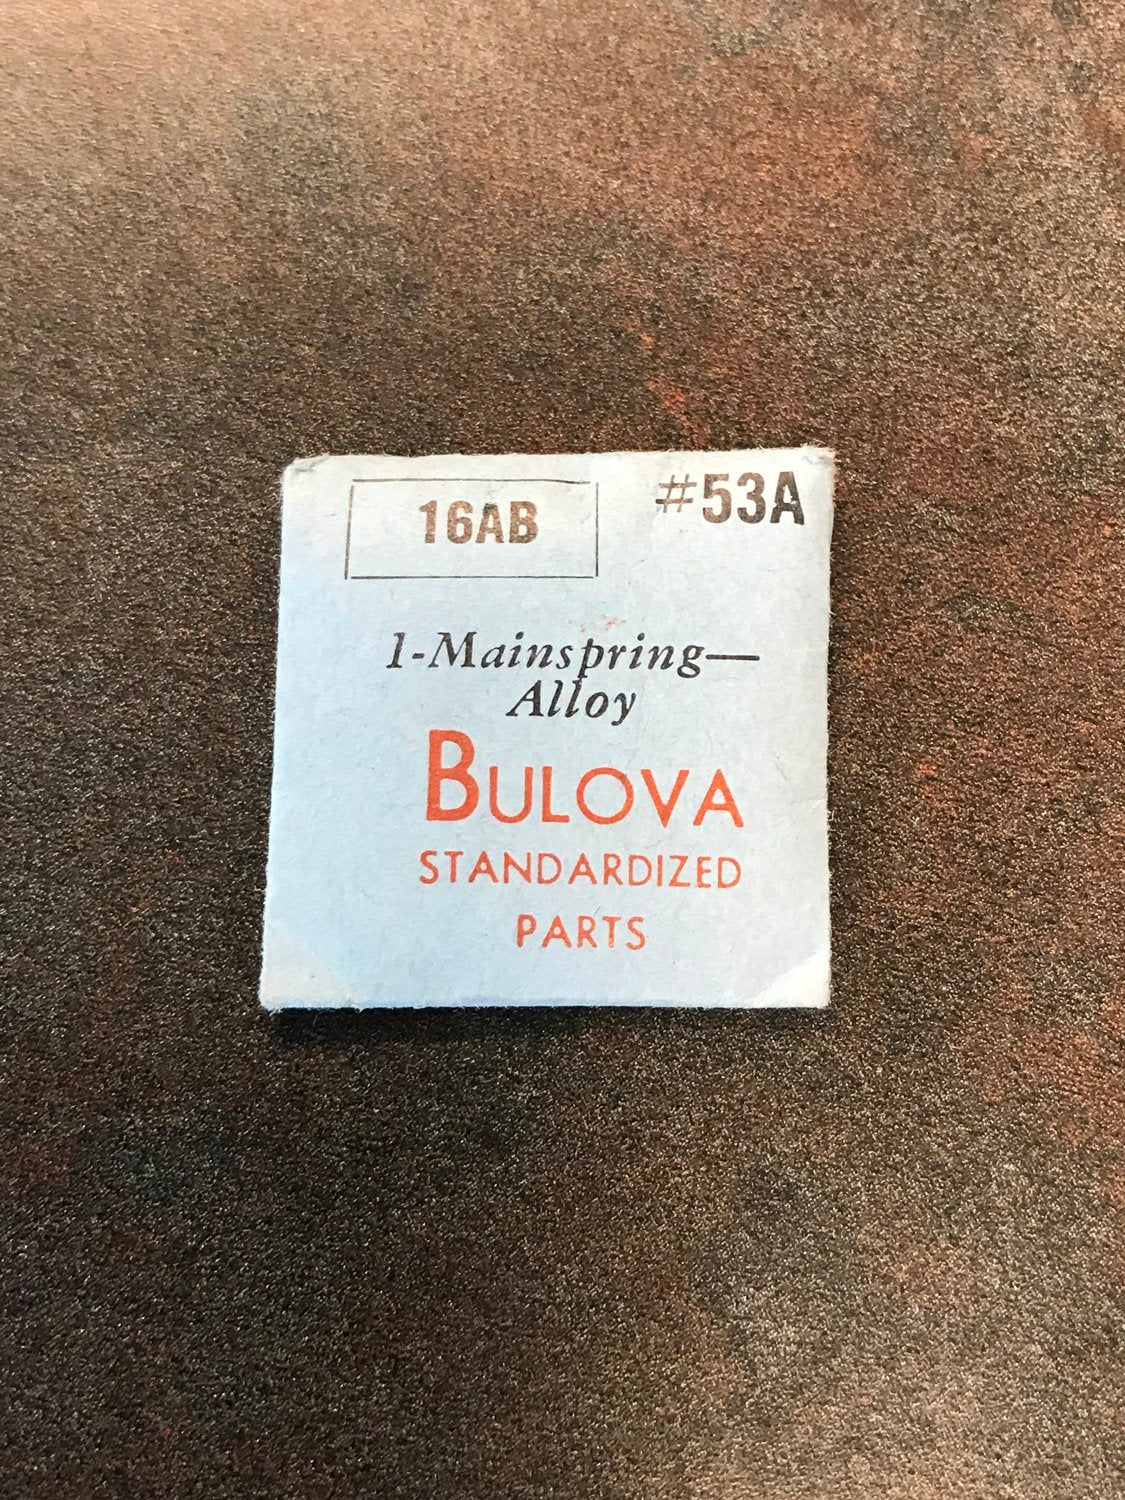 16AB
#53A
1-Mainspring—
Alloy
BULOVA
STANDARDIZED
PARTS